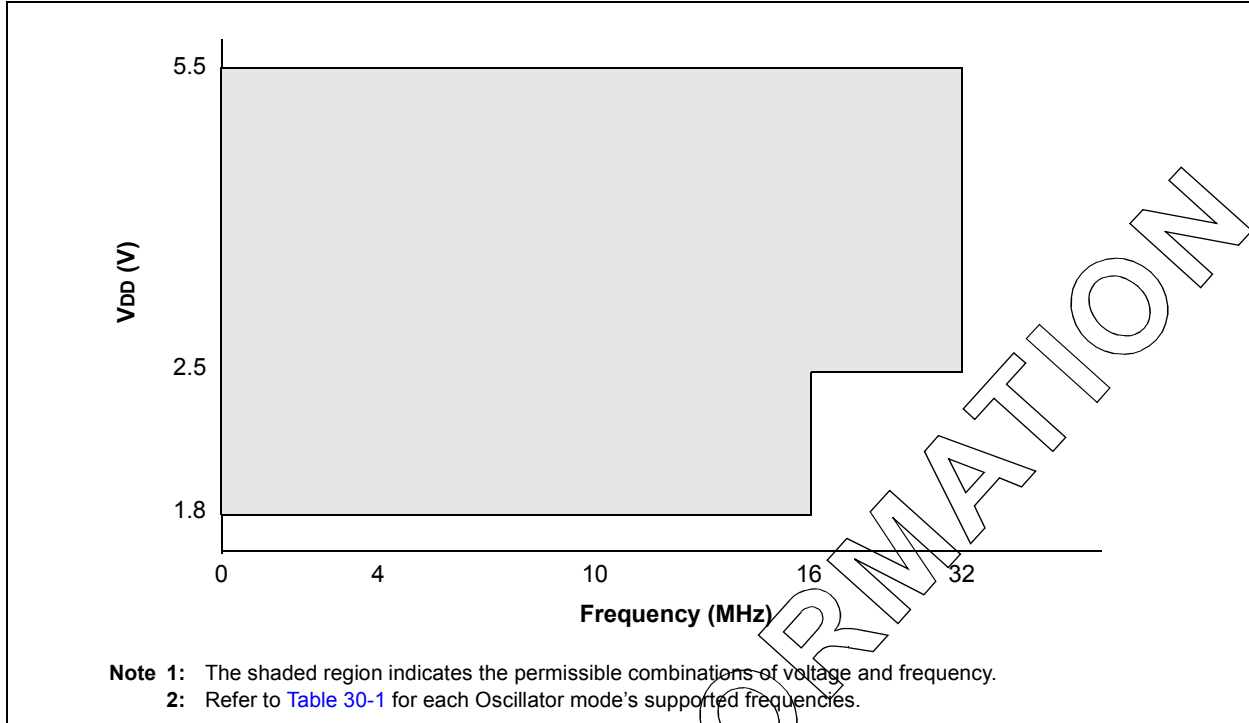 5.5
VDD (V)
2.5
1.8
0 4 10 16 32
Frequency (MHz)
Note 1: The shaded region indicates the permissible combinations of voltage and frequency.
2: Refer to Table 30-1 for each Oscillator mode's supported frequencies.
ORMATION